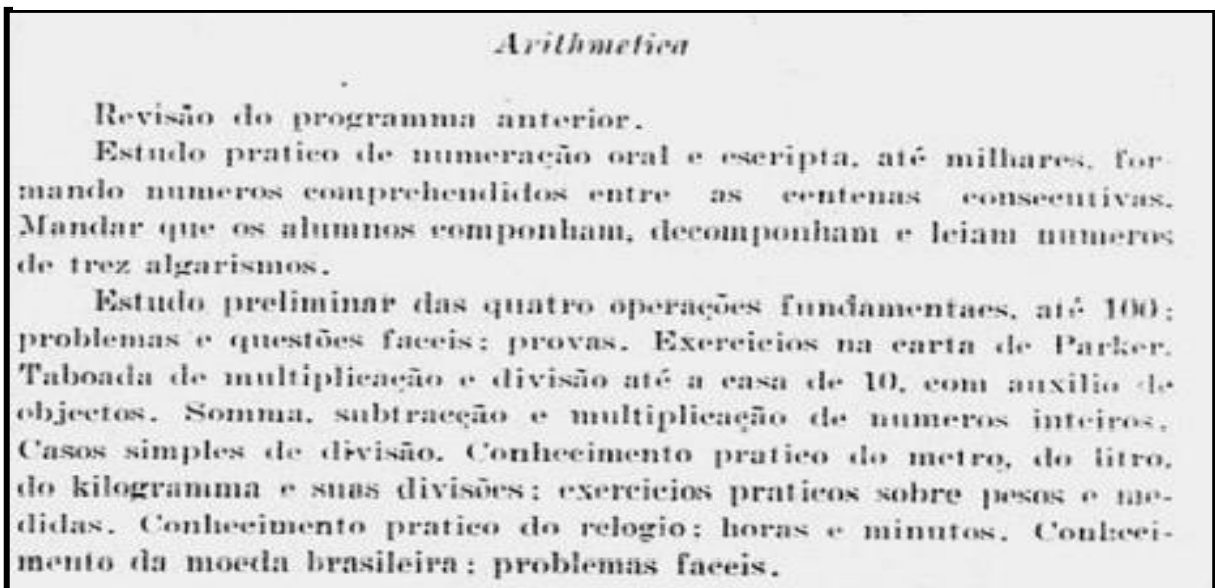 Arithmetica
Revisão do programma anterior.
Estudo pratico de numeração oral e escripta, até milhares, for-
mando numeros comprehendidos entre as centenas consecutivas.
Mandar que os alumnos componham, decomponham e leiam numeros
de trez algarismos.
Estudo preliminar das quatro operações fundamentaes, até 100;
problemas e questões faceis; provas. Exercicios na carta de Parker.
Taboada de multiplicação e divisão até a casa de 10, com auxilio de
objectos. Somma, subtracção e multiplicação de numeros inteiros.
Casos simples de divisão. Conhecimento pratico do metro, do litro,
do kilogramma e suas divisões; exercicios praticos sobre pesos e me-
didas. Conhecimento pratico do relogio; horas e minutos. Conheci-
mento da moeda brasileira; problemas faceis.